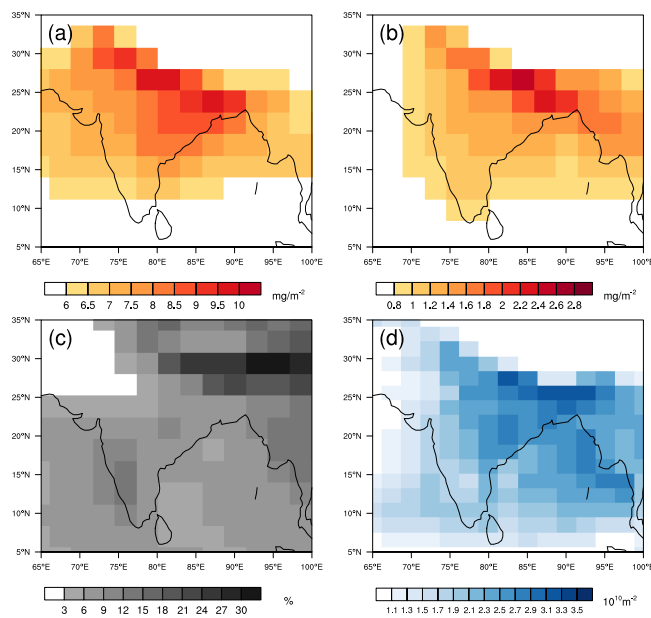 (a)
35°N
30°N
25°N
20°N
15°N
10°N
5°N
65°E 70°E 75°E 80°E 85°E 90°E 95°E 100°E
6 6.5 7 7.5 8 8.5 9 9.5 10
mg/m⁻²
(b)
35°N
30°N
25°N
20°N
15°N
10°N
5°N
65°E 70°E 75°E 80°E 85°E 90°E 95°E 100°E
0.8 1 1.2 1.4 1.6 1.8 2 2.2 2.4 2.6 2.8
mg/m⁻²
(c)
35°N
30°N
25°N
20°N
15°N
10°N
5°N
65°E 70°E 75°E 80°E 85°E 90°E 95°E 100°E
3 6 9 12 15 18 21 24 27 30
%
(d)
35°N
30°N
25°N
20°N
15°N
10°N
5°N
65°E 70°E 75°E 80°E 85°E 90°E 95°E 100°E
1.1 1.3 1.5 1.7 1.9 2.1 2.3 2.5 2.7 2.9 3.1 3.3 3.5
10¹⁰m⁻²